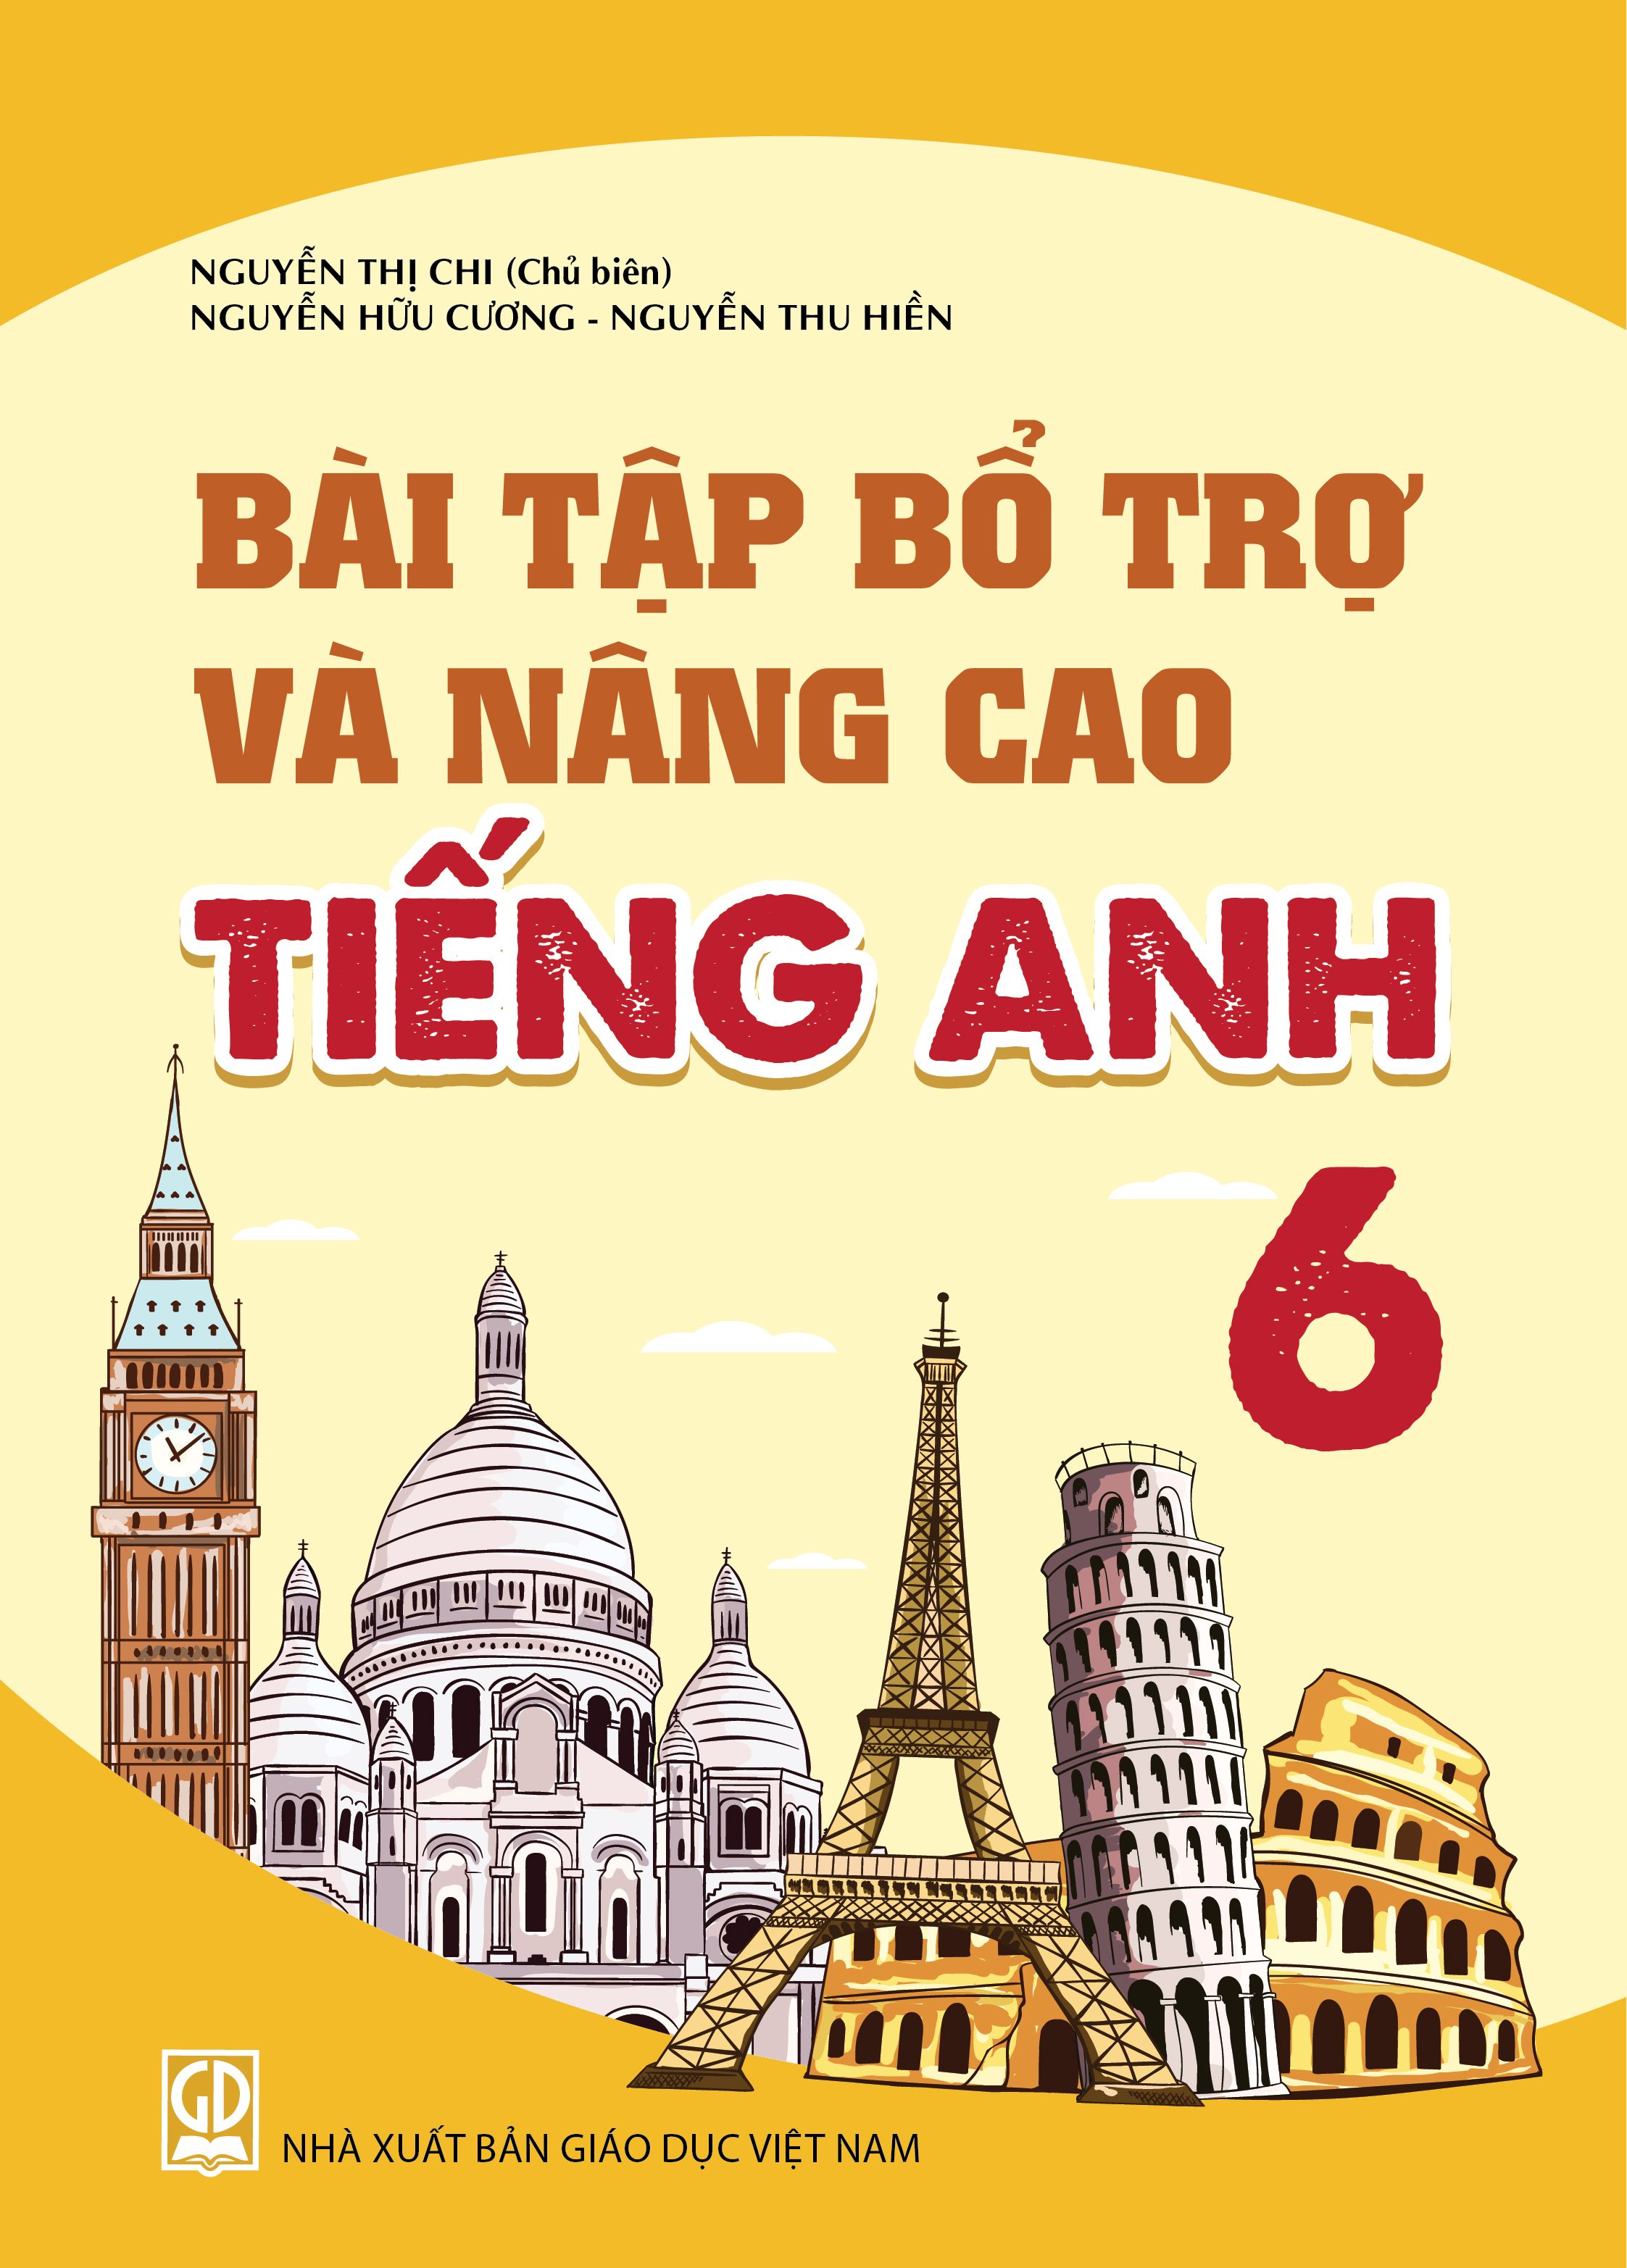 NGUYỄN THỊ CHI (Chủ biên)
NGUYỄN HỮU CƯƠNG - NGUYỄN THU HIỀN
BÀI TẬP BỔ TRỢ
VÀ NÂNG CAO
TIẾNG ANH
6
GD
NHÀ XUẤT BẢN GIÁO DỤC VIỆT NAM